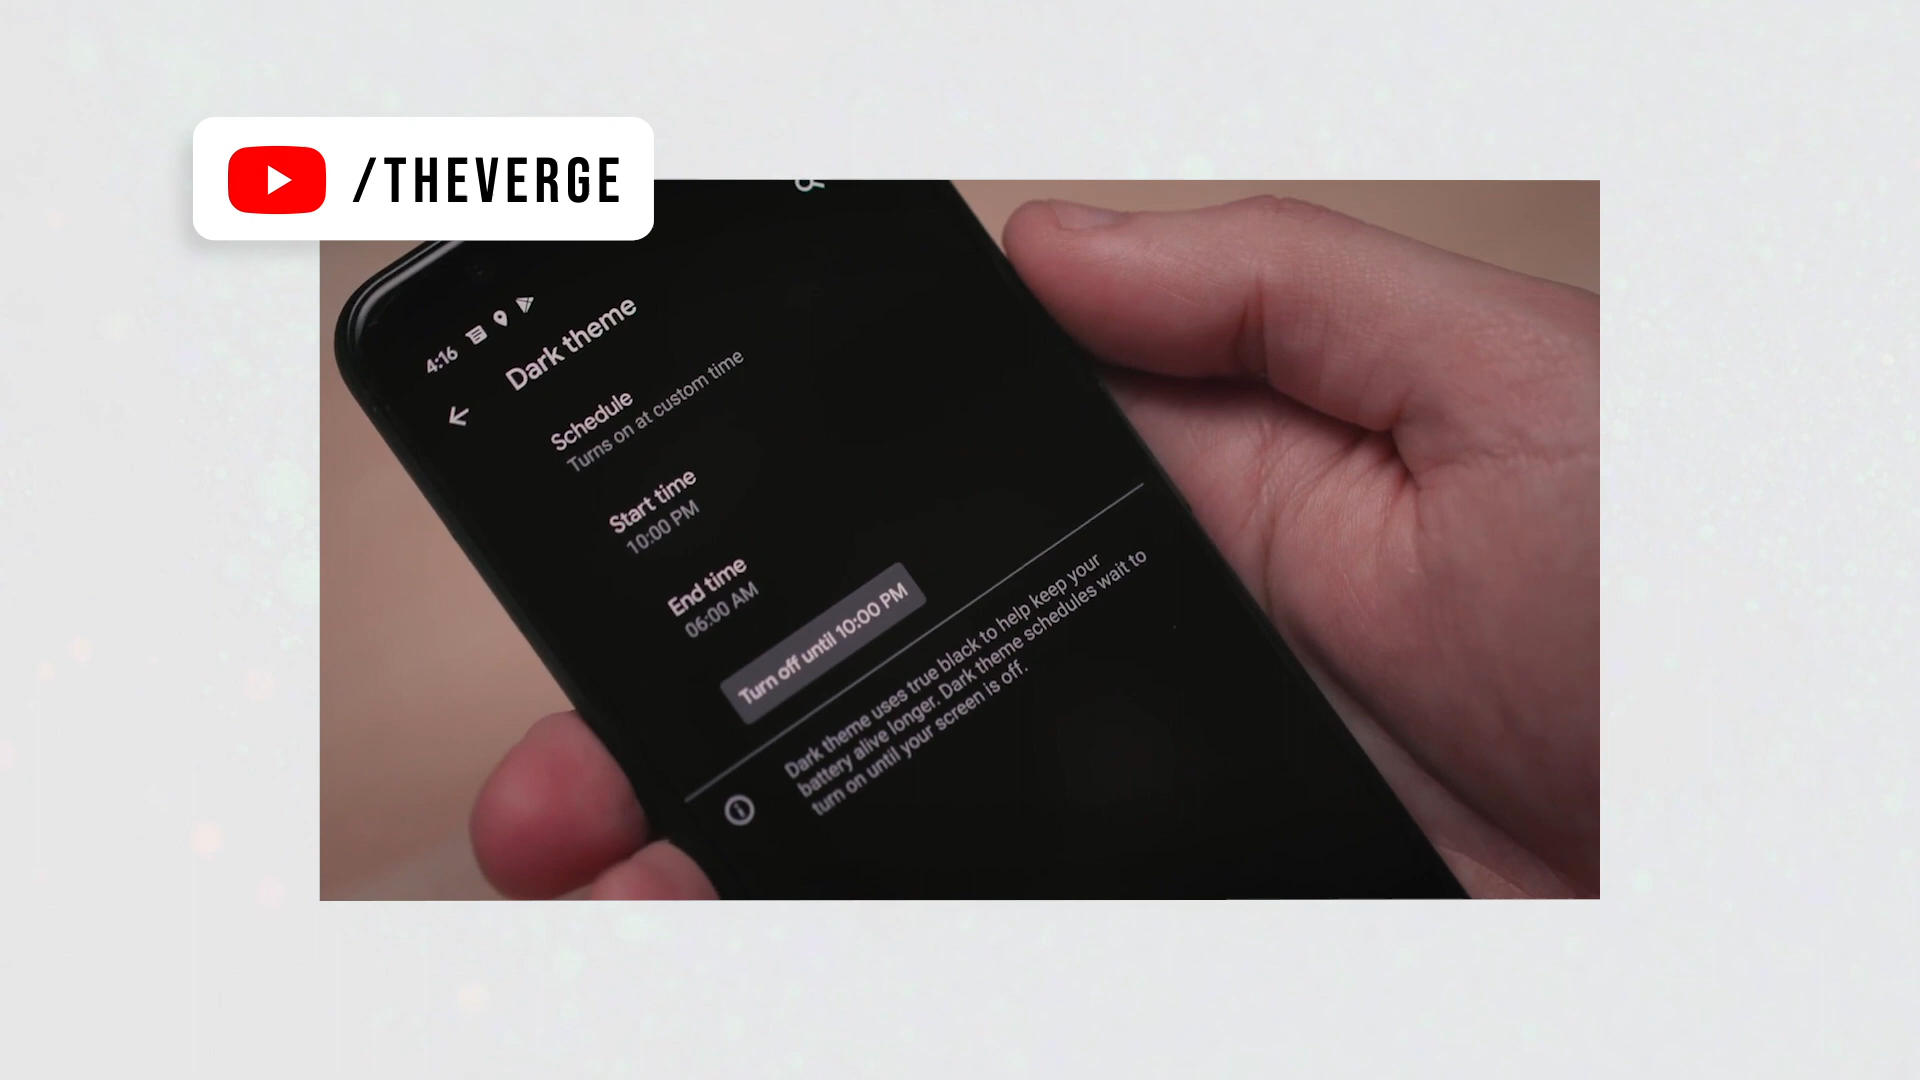 /THEVERGE
4:16
Dark theme
Schedule
Turns on at custom time
Start time
10:00 PM
End time
06:00 AM
Turn off until 10:00 PM
Dark theme uses true black to help keep your
battery alive longer. Dark theme schedules wait to
turn on until your screen is off.